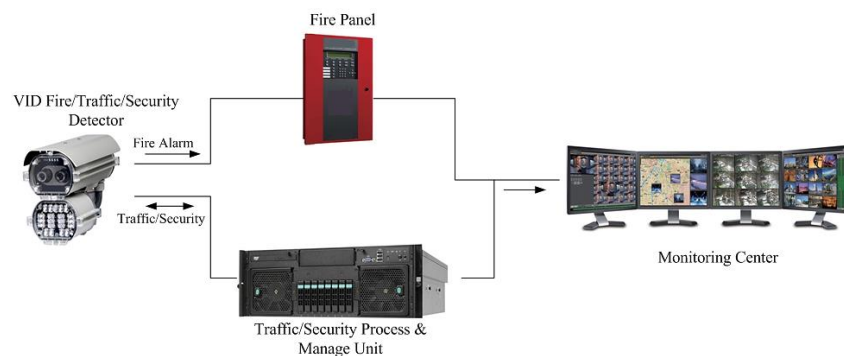 Fire Panel
VID Fire/Traffic/Security
Detector
Fire Alarm
Traffic/Security
Monitoring Center
Traffic/Security Process &
Manage Unit